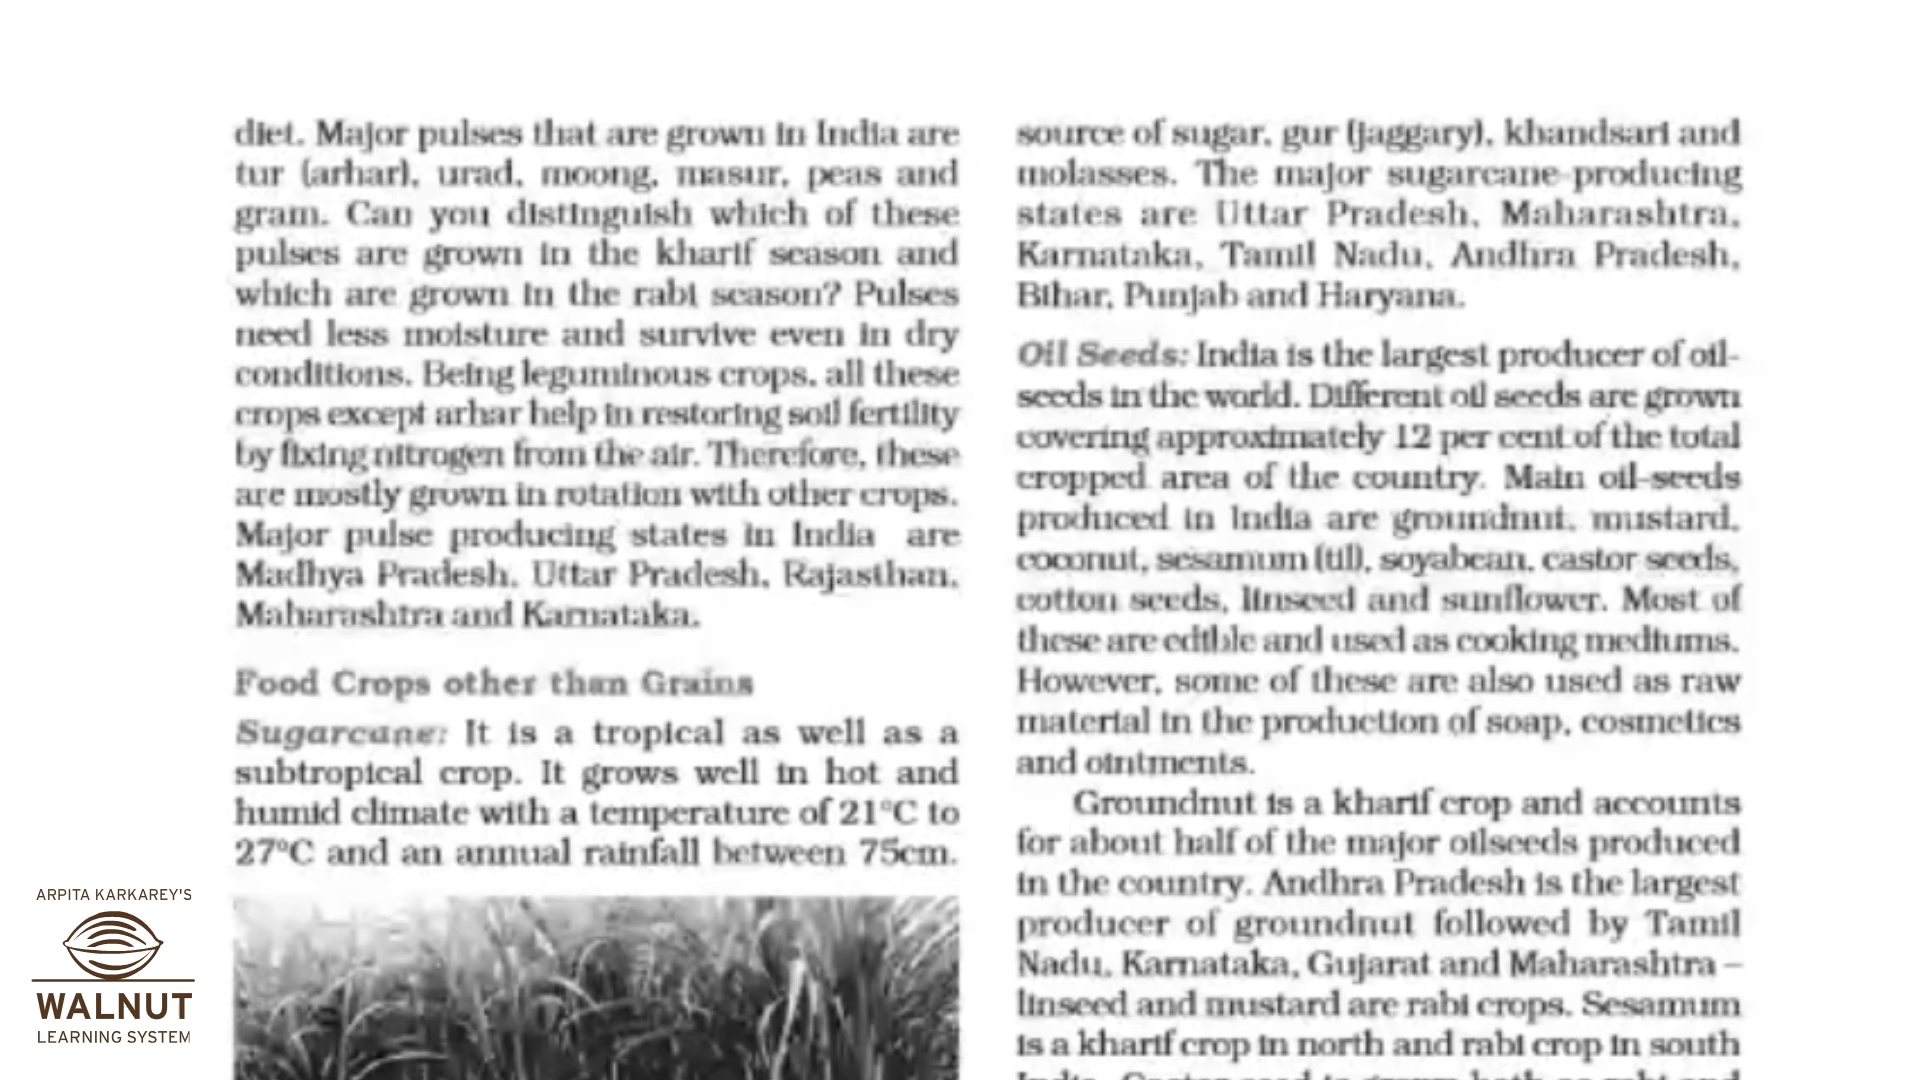 diet. Major pulses that are grown in India are
tur (arhar), urad, moong, masur, peas and
gram. Can you distinguish which of these
pulses are grown in the kharif season and
which are grown in the rabi season? Pulses
need less moisture and survive even in dry
conditions. Being leguminous crops, all these
crops except arhar help in restoring soil fertility
by fixing nitrogen from the air. Therefore, these
are mostly grown in rotation with other crops.
Major pulse producing states in India are
Madhya Pradesh, Uttar Pradesh, Rajasthan,
Maharashtra and Karnataka.
Food Crops other than Grains
Sugarcane: It is a tropical as well as a
subtropical crop. It grows well in hot and
humid climate with a temperature of 21°C to
27°C and an annual rainfall between 75cm.
source of sugar, gur (jaggary), khandsari and
molasses. The major sugarcane-producing
states are Uttar Pradesh, Maharashtra,
Karnataka, Tamil Nadu, Andhra Pradesh,
Bihar, Punjab and Haryana.
Oil Seeds: India is the largest producer of oil-
seeds in the world. Different oil seeds are grown
covering approximately 12 per cent of the total
cropped area of the country. Main oil-seeds
produced in India are groundnut, mustard,
coconut, sesamum (til), soyabean, castor seeds,
cotton seeds, linseed and sunflower. Most of
these are edible and used as cooking mediums.
However, some of these are also used as raw
material in the production of soap, cosmetics
and ointments.
Groundnut is a kharif crop and accounts
for about half of the major oilseeds produced
in the country. Andhra Pradesh is the largest
producer of groundnut followed by Tamil
Nadu, Karnataka, Gujarat and Maharashtra –
linseed and mustard are rabi crops. Sesamum
is a kharif crop in north and rabi crop in south
ARPITA KARKAREY'S
WALNUT
LEARNING SYSTEM